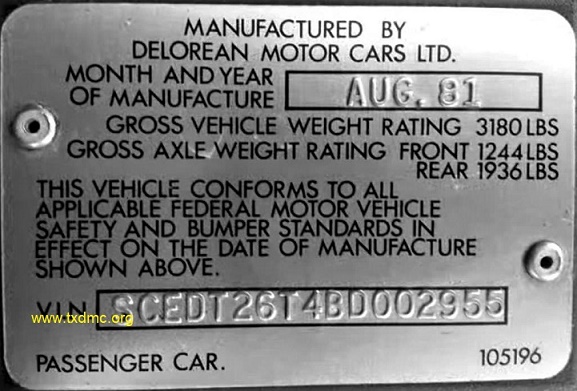 MANUFACTURED BY
DELOREAN MOTOR CARS LTD.
MONTH AND YEAR
OF MANUFACTURE AUG. 81
GROSS VEHICLE WEIGHT RATING 3180 LBS
GROSS AXLE WEIGHT RATING FRONT 1244 LBS
REAR 1936 LBS
THIS VEHICLE CONFORMS TO ALL
APPLICABLE FEDERAL MOTOR VEHICLE
SAFETY AND BUMPER STANDARDS IN
EFFECT ON THE DATE OF MANUFACTURE
SHOWN ABOVE.
VIN SCEDT26T4BD002955
www.txdmc.org
PASSENGER CAR. 105196